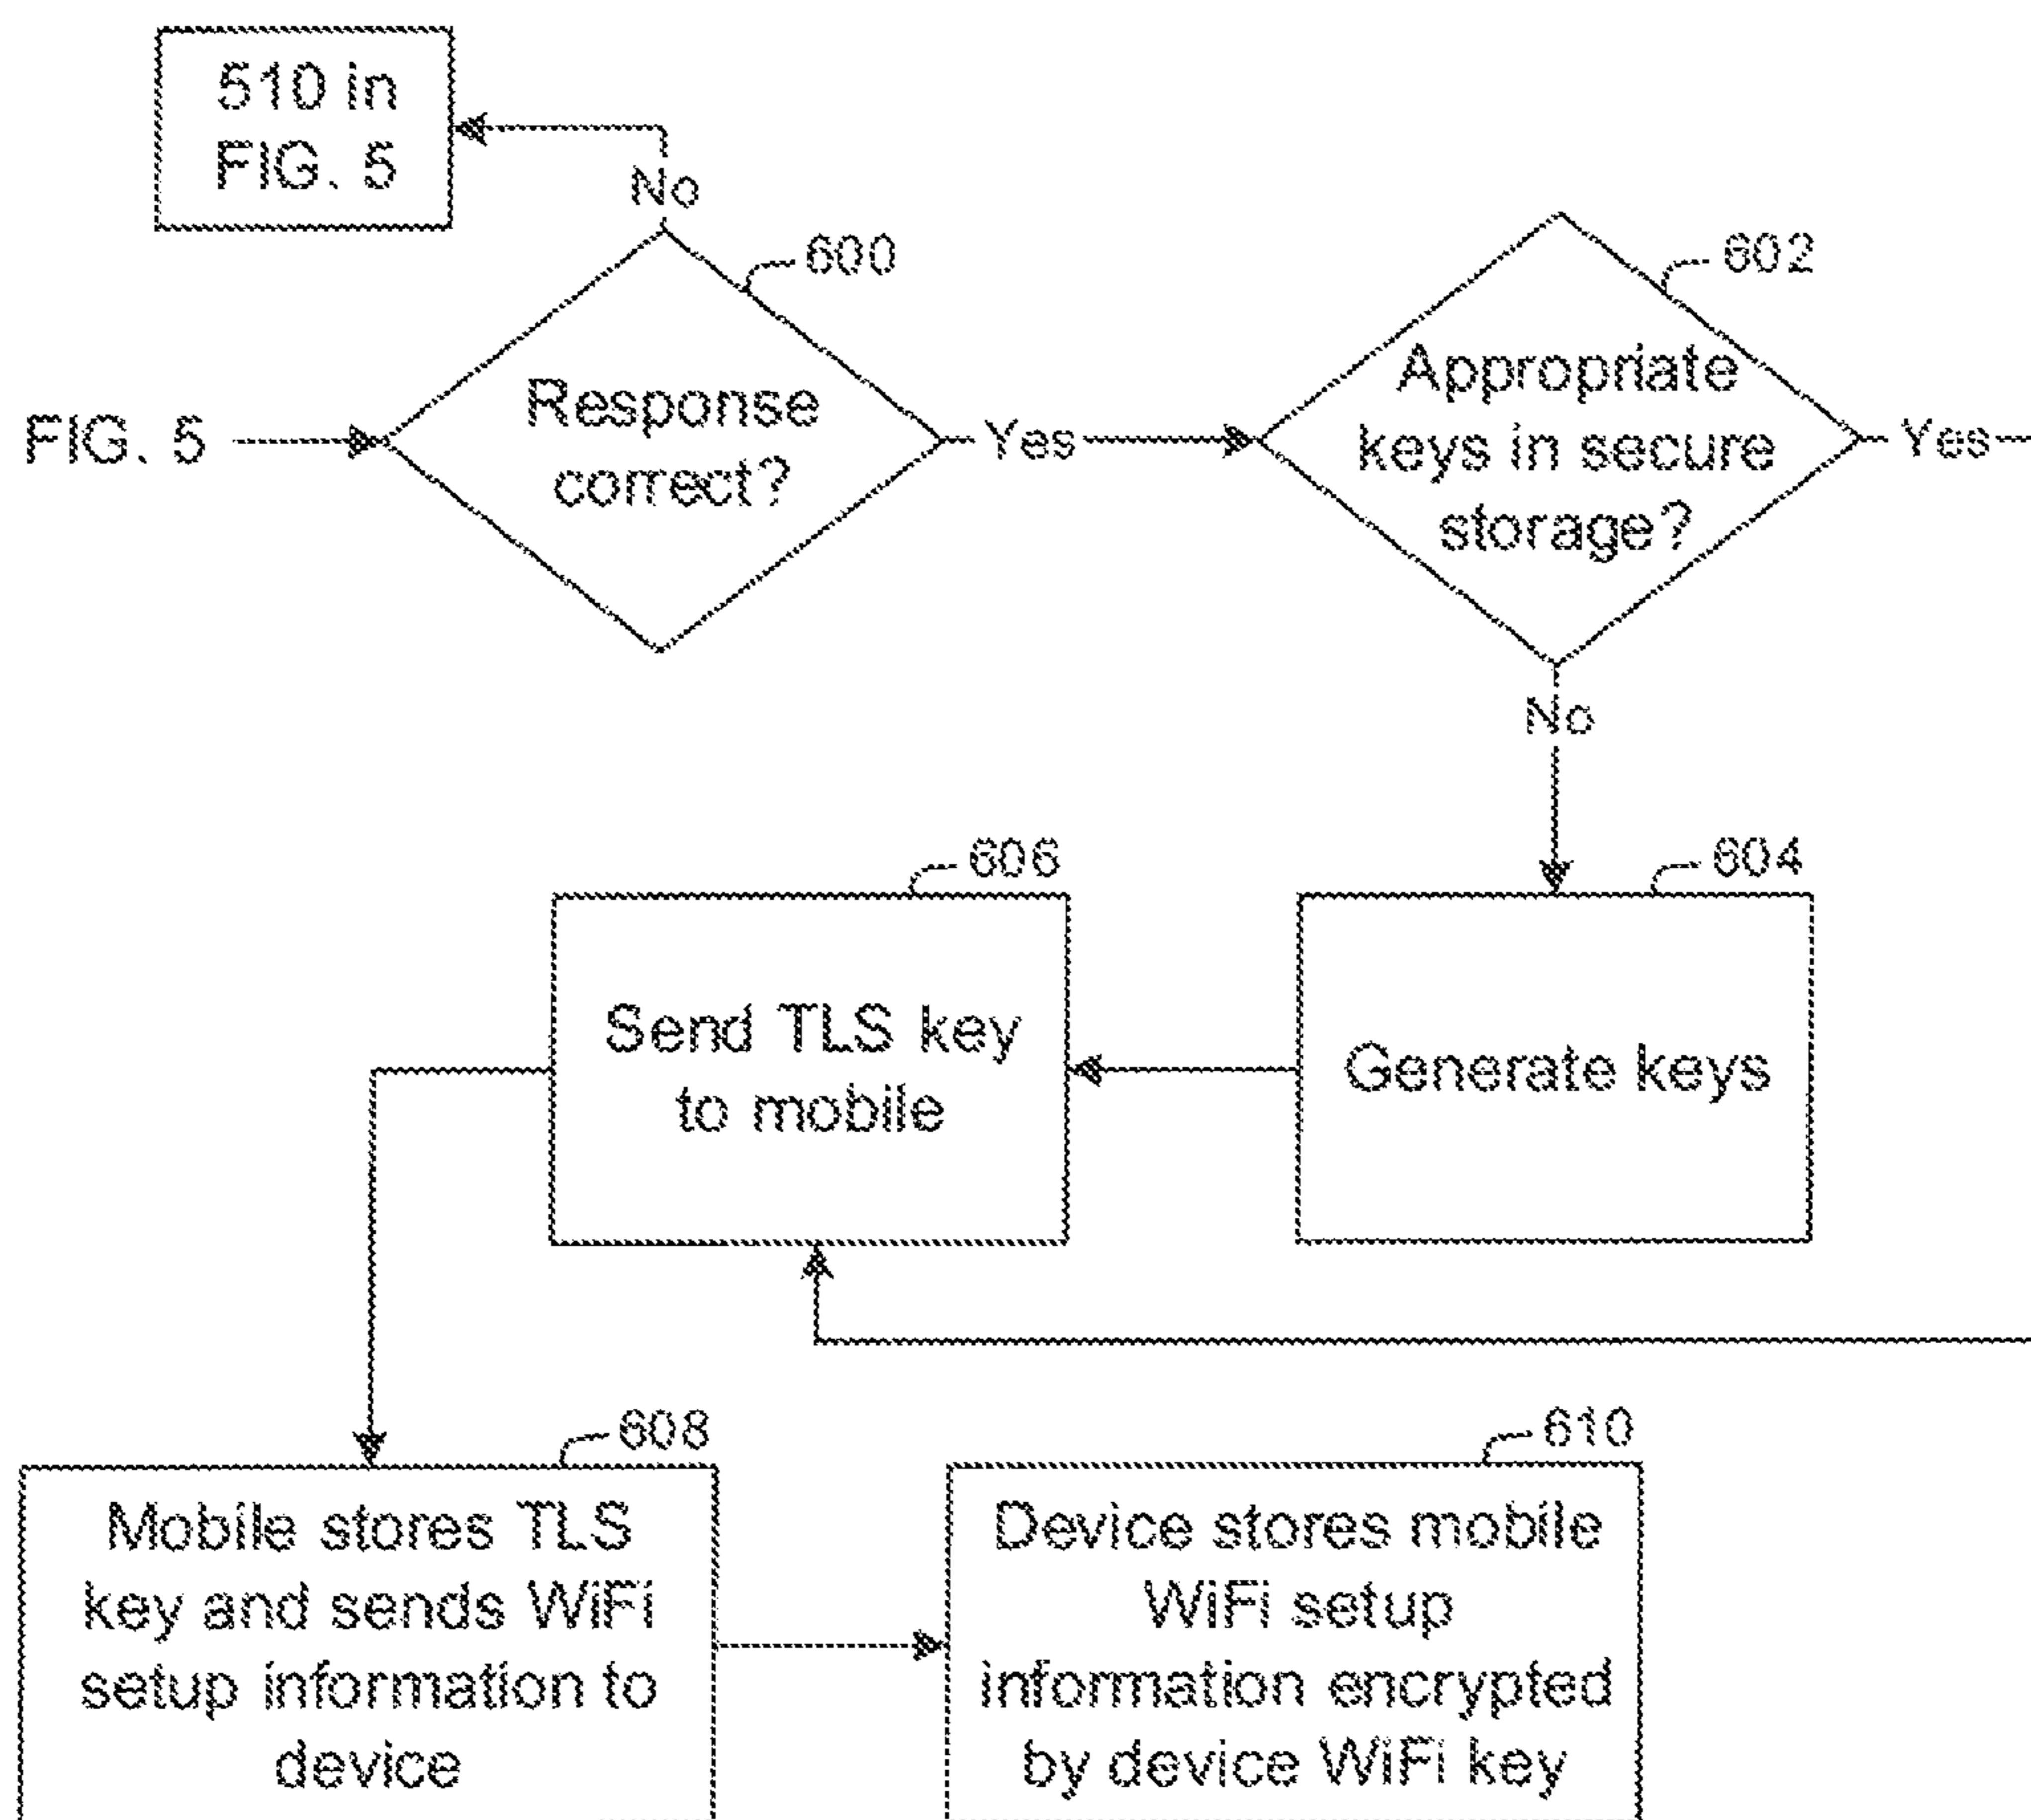 510 in
FIG. 5
No
600
602
FIG. 5
Response
correct?
Yes
Appropriate
keys in secure
storage?
Yes
No
606
604
Send TLS key
to mobile
Generate keys
608
610
Mobile stores TLS
key and sends WiFi
setup information to
device
Device stores mobile
WiFi setup
information encrypted
by device WiFi key